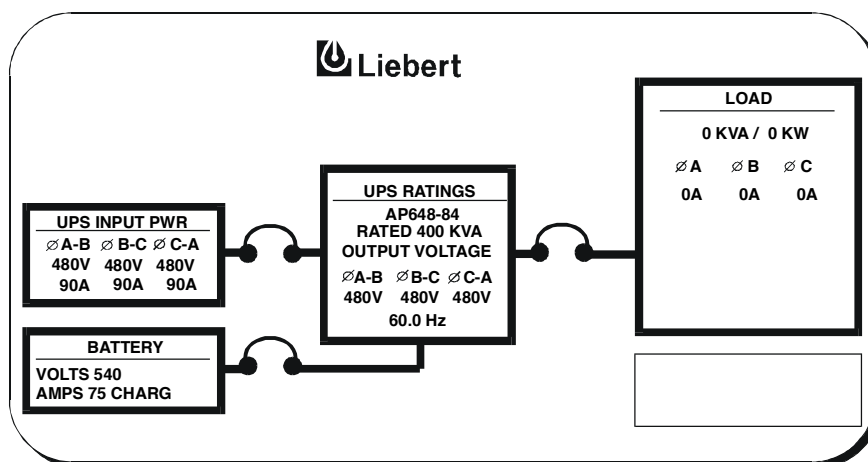 Liebert
UPS INPUT PWR
∅ A-B ∅ B-C ∅ C-A
480V 480V 480V
90A 90A 90A
BATTERY
VOLTS 540
AMPS 75 CHARG
UPS RATINGS
AP648-84
RATED 400 KVA
OUTPUT VOLTAGE
∅A-B ∅B-C ∅C-A
480V 480V 480V
60.0 Hz
LOAD
0 KVA / 0 KW
∅ A ∅ B ∅ C
0A 0A 0A